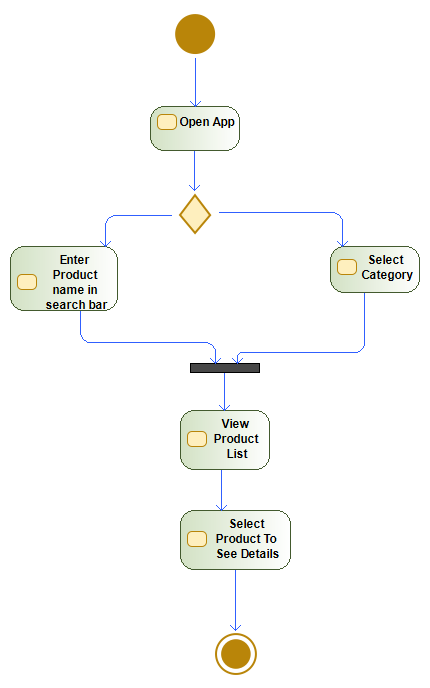 Open App
Enter
Product
name in
search bar
Select
Category
View
Product
List
Select
Product To
See Details